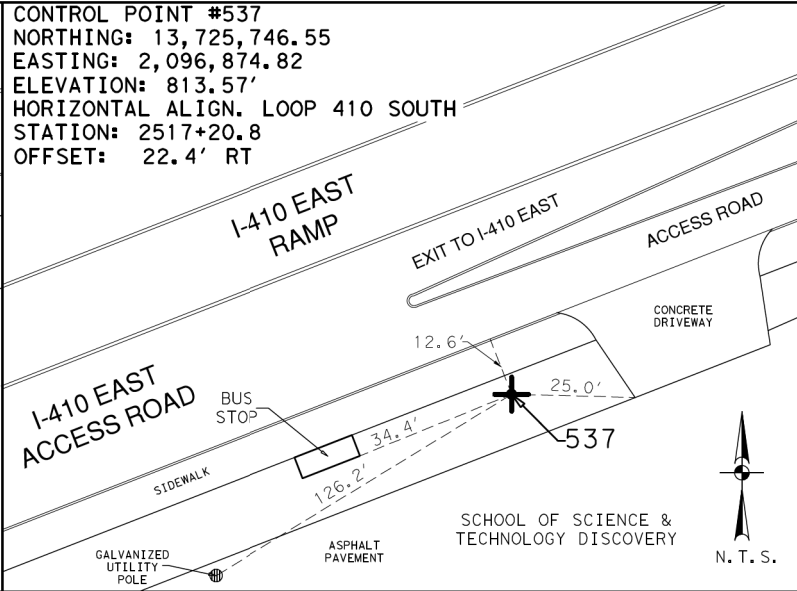 CONTROL POINT #537
NORTHING: 13,725,746.55
EASTING: 2,096,874.82
ELEVATION: 813.57'
HORIZONTAL ALIGN. LOOP 410 SOUTH
STATION: 2517+20.8
OFFSET: 22.4' RT
I-410 EAST
RAMP
EXIT TO I-410 EAST
ACCESS ROAD
CONCRETE
DRIVEWAY
12.6'
25.0'
I-410 EAST
ACCESS ROAD
BUS
STOP
34.4'
537
SIDEWALK
126.2'
SCHOOL OF SCIENCE &
TECHNOLOGY DISCOVERY
ASPHALT
PAVEMENT
GALVANIZED
UTILITY
POLE
N.T.S.